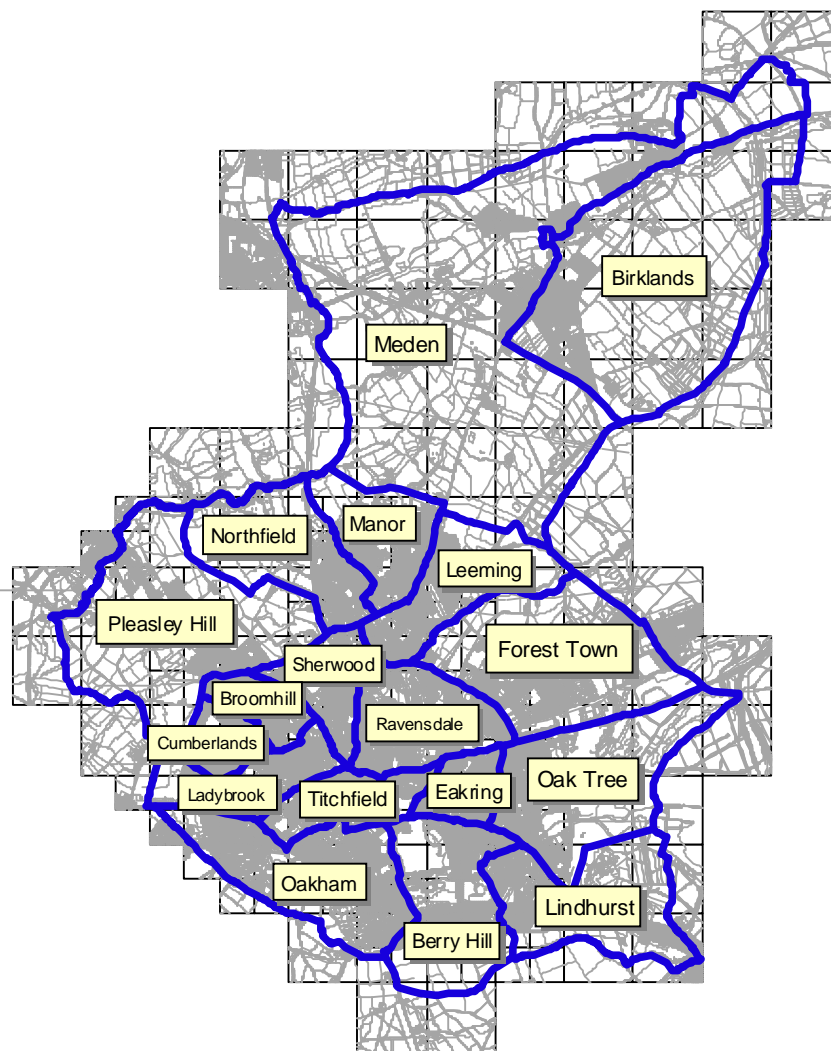 Birklands
Meden
Manor
Northfield
Leeming
Pleasley Hill
Forest Town
Sherwood
Broomhill
Ravensdale
Cumberlands
Oak Tree
Ladybrook
Titchfield
Eakring
Oakham
Lindhurst
Berry Hill